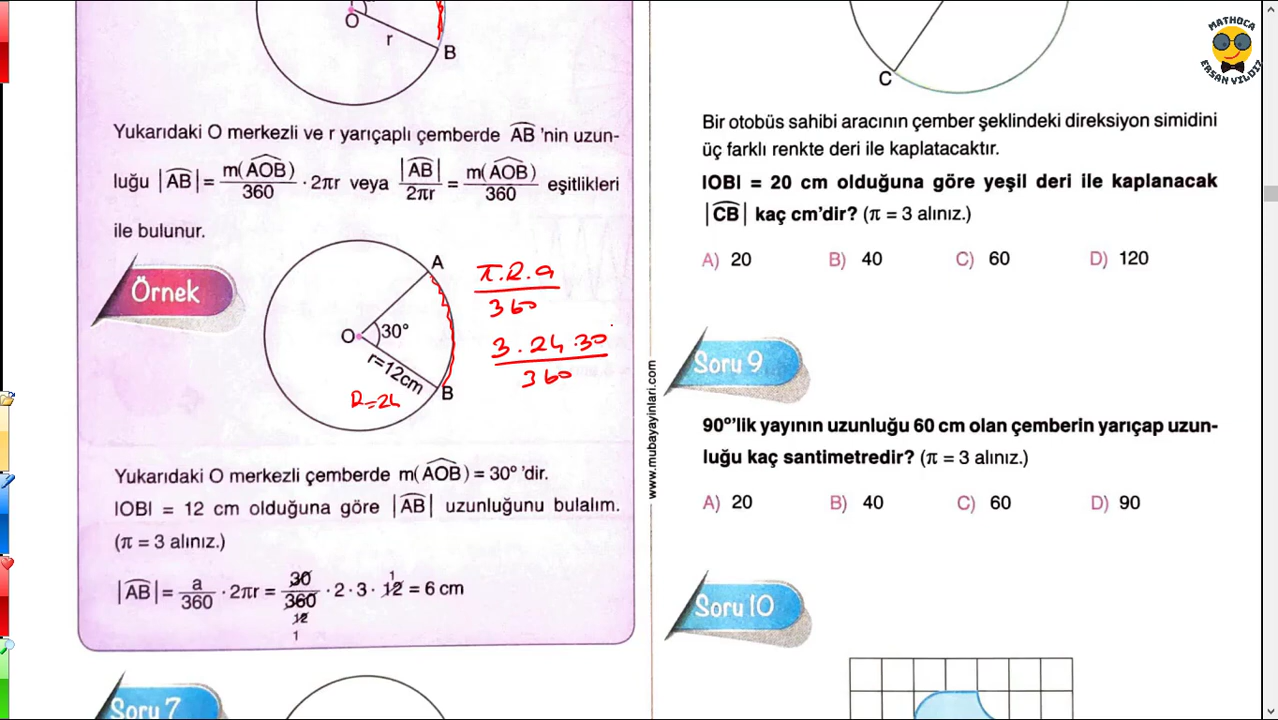 O
r
B
Yukarıdaki O merkezli ve r yarıçaplı çemberde AB 'nin uzun-
luğu |AB| = m(AOB)/360 · 2πr veya |AB|/2πr = m(AOB)/360 eşitlikleri
ile bulunur.
Örnek
A
O
30°
r=12cm
B
R=24
π.R.a
360
3.24.30
360
Yukarıdaki O merkezli çemberde m(AOB) = 30° 'dir.
IOBI = 12 cm olduğuna göre |AB| uzunluğunu bulalım.
(π = 3 alınız.)
|AB| = a/360 · 2πr = 30/360 · 2 · 3 · 12 = 6 cm
1
12
1
Soru 7
www.mubayayinlari.com
C
Bir otobüs sahibi aracının çember şeklindeki direksiyon simidini
üç farklı renkte deri ile kaplatacaktır.
IOBI = 20 cm olduğuna göre yeşil deri ile kaplanacak
|CB| kaç cm'dir? (π = 3 alınız.)
A) 20 B) 40 C) 60 D) 120
Soru 9
90°'lik yayının uzunluğu 60 cm olan çemberin yarıçap uzun-
luğu kaç santimetredir? (π = 3 alınız.)
A) 20 B) 40 C) 60 D) 90
Soru 10
MATHOCA
ERSAN YILDIZ